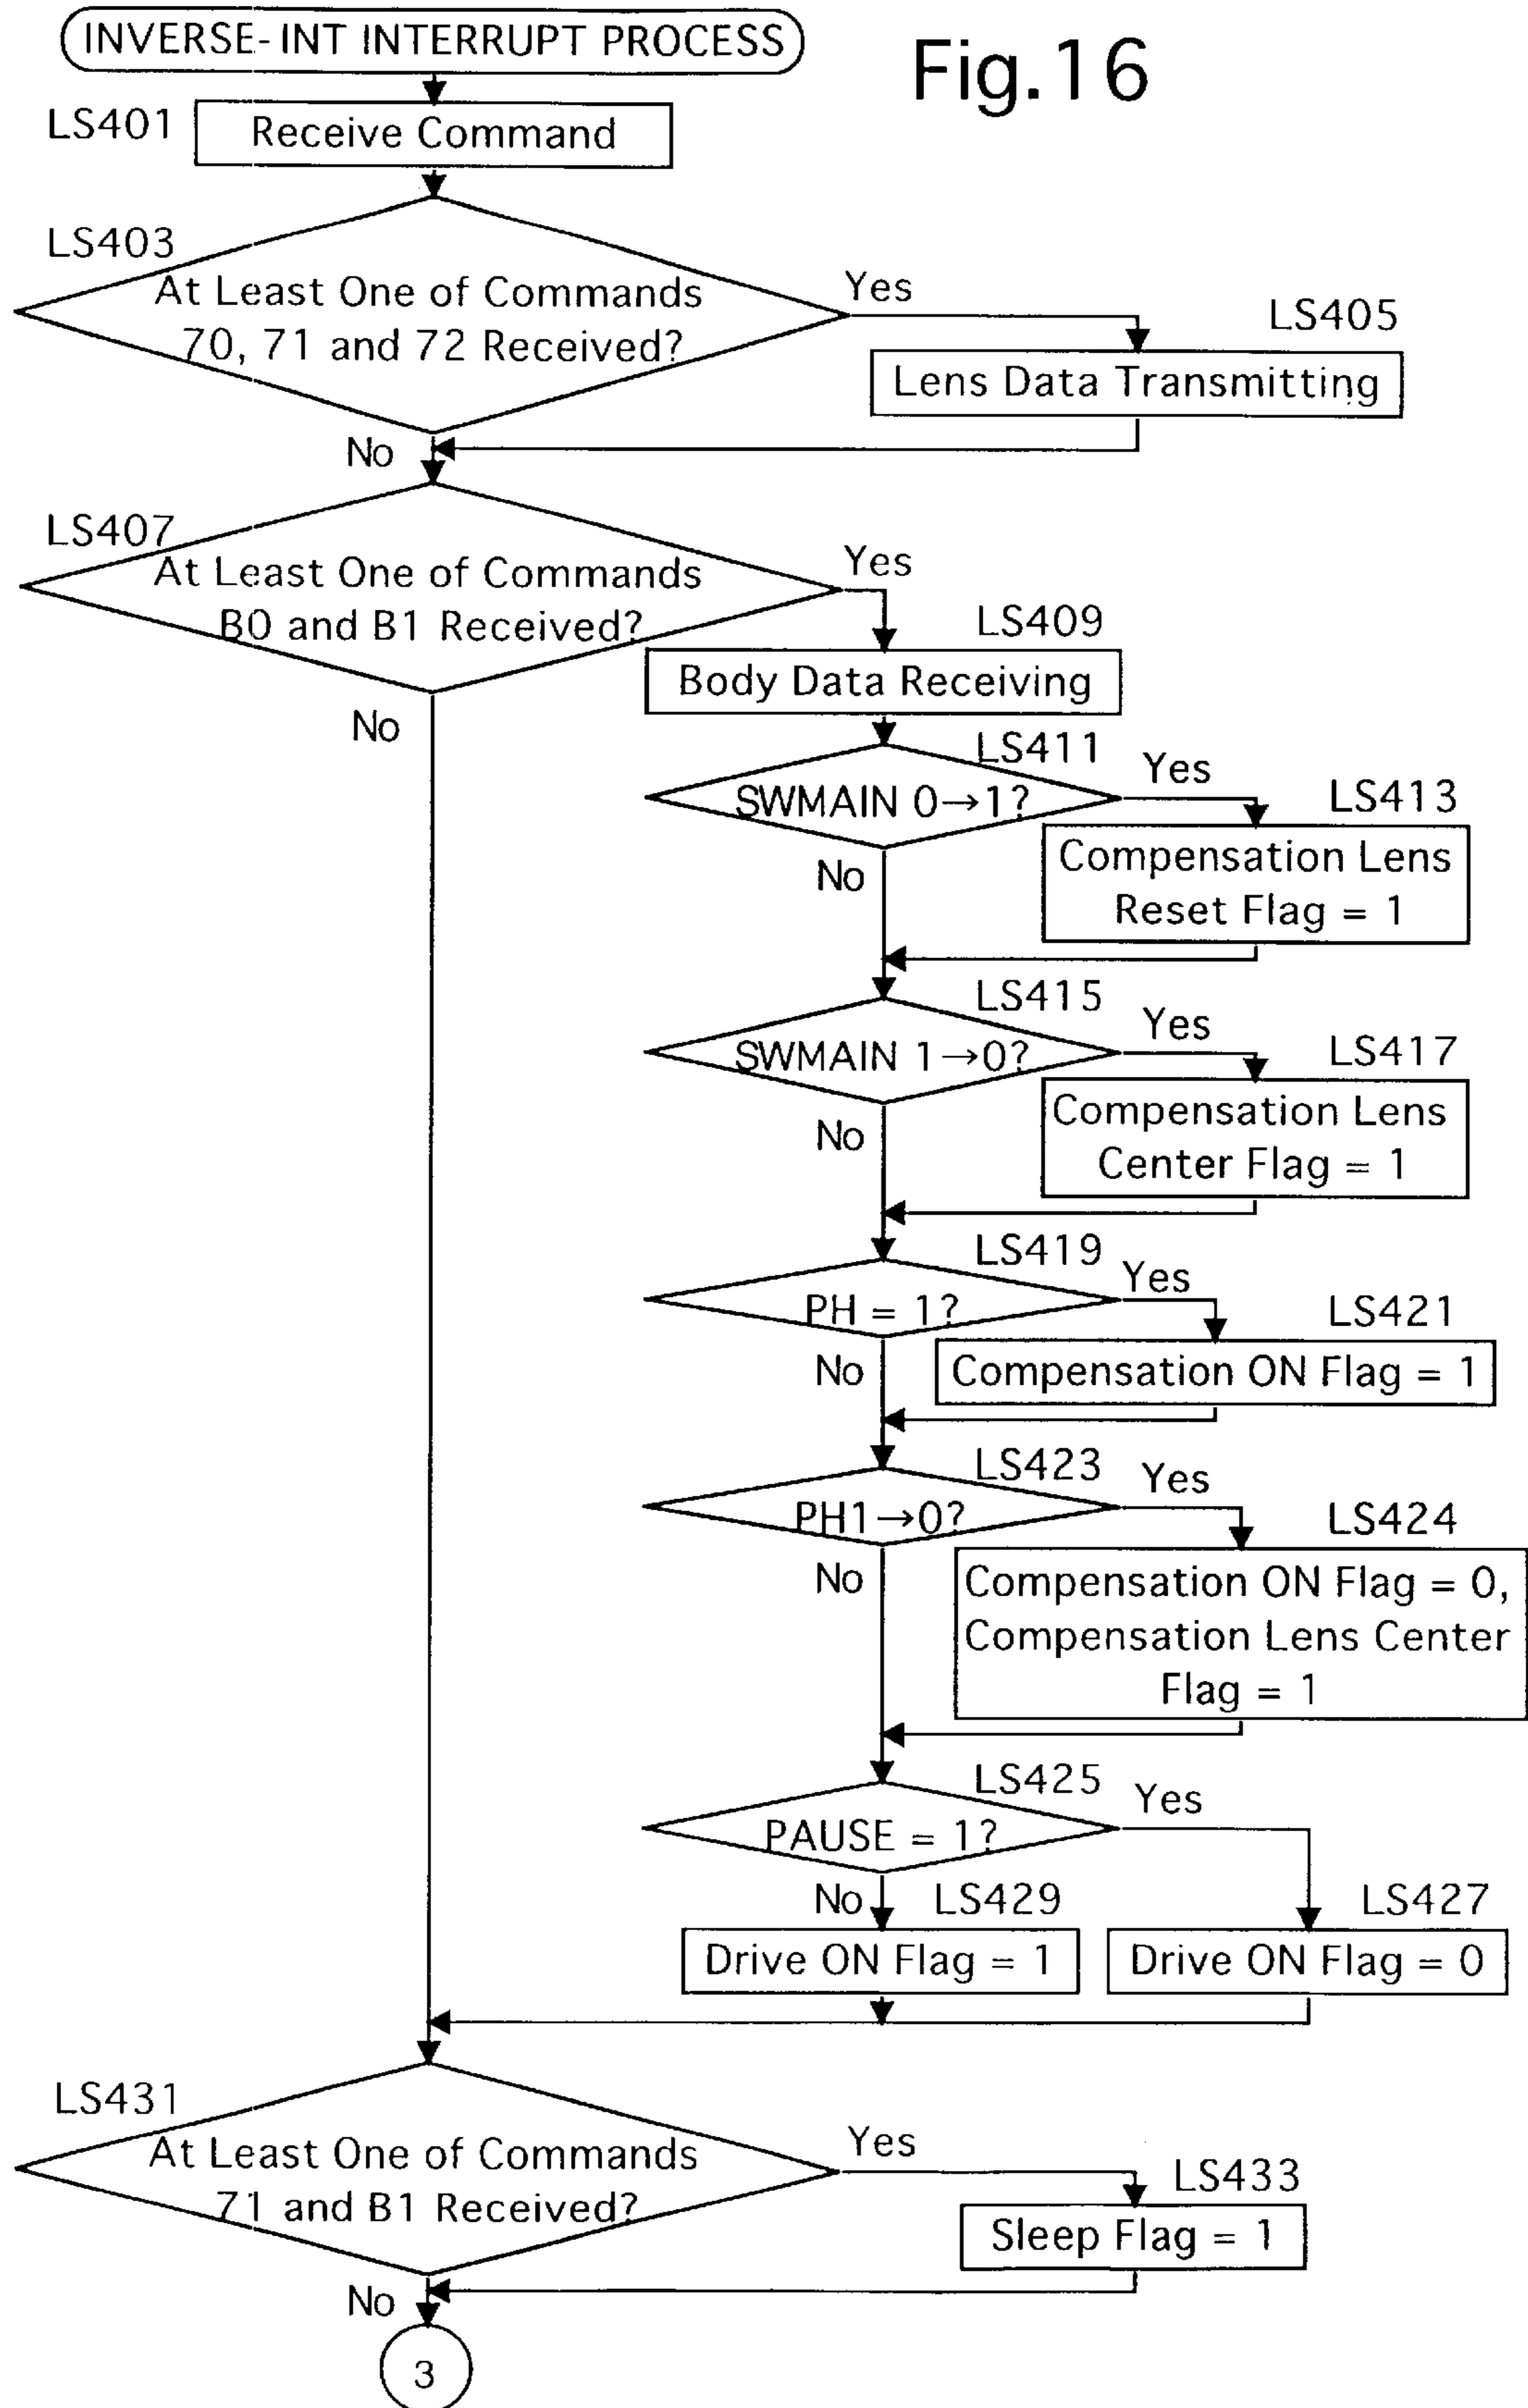 INVERSE-INT INTERRUPT PROCESS
Fig.16
LS401
Receive Command
LS403
At Least One of Commands
70, 71 and 72 Received?
Yes
LS405
Lens Data Transmitting
No
LS407
At Least One of Commands
B0 and B1 Received?
Yes
LS409
Body Data Receiving
No
LS411
SWMAIN 0→1?
Yes
LS413
Compensation Lens
Reset Flag = 1
No
LS415
SWMAIN 1→0?
Yes
LS417
Compensation Lens
Center Flag = 1
No
LS419
PH = 1?
Yes
LS421
Compensation ON Flag = 1
No
LS423
PH1→0?
Yes
LS424
Compensation ON Flag = 0,
Compensation Lens Center
Flag = 1
No
LS425
PAUSE = 1?
Yes
No
LS429
Drive ON Flag = 1
LS427
Drive ON Flag = 0
LS431
At Least One of Commands
71 and B1 Received?
Yes
LS433
Sleep Flag = 1
No
3